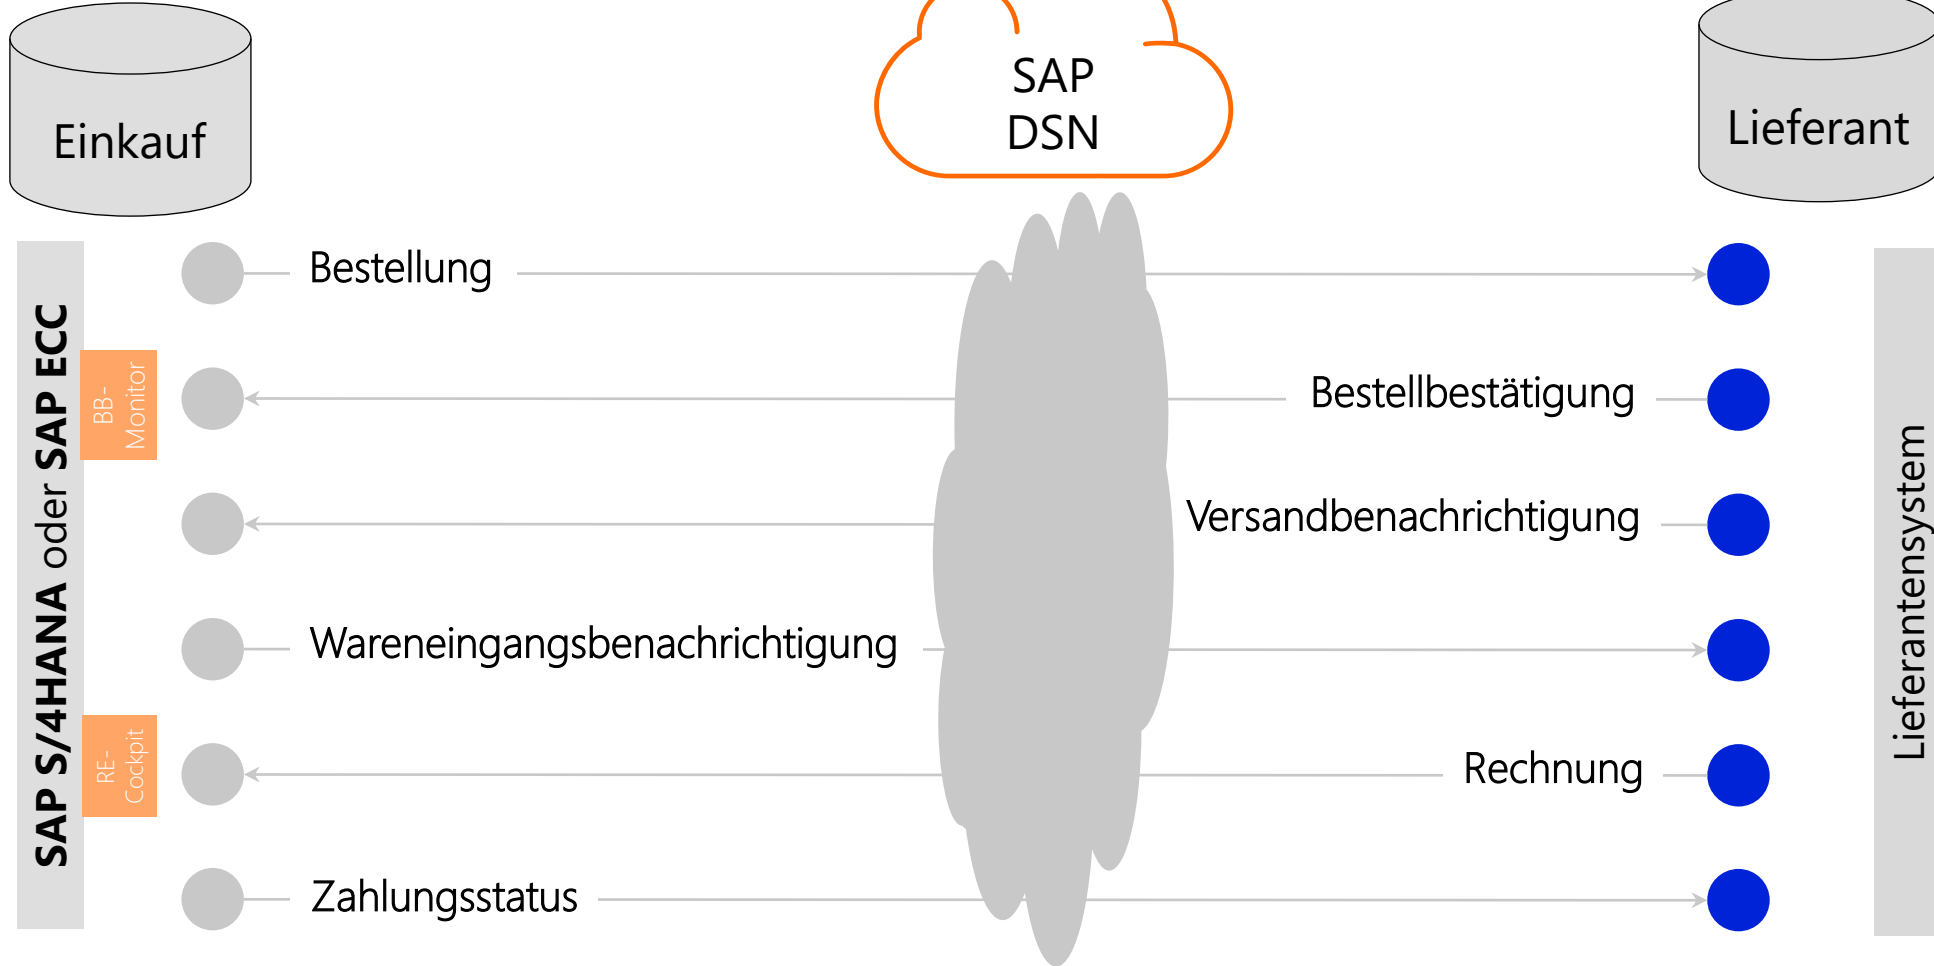 SAP
DSN
Einkauf
Lieferant
SAP S/4HANA oder SAP ECC
BB-
Monitor
RE-
Cockpit
Bestellung
Bestellbestätigung
Versandbenachrichtigung
Wareneingangsbenachrichtigung
Rechnung
Zahlungsstatus
Lieferantensystem